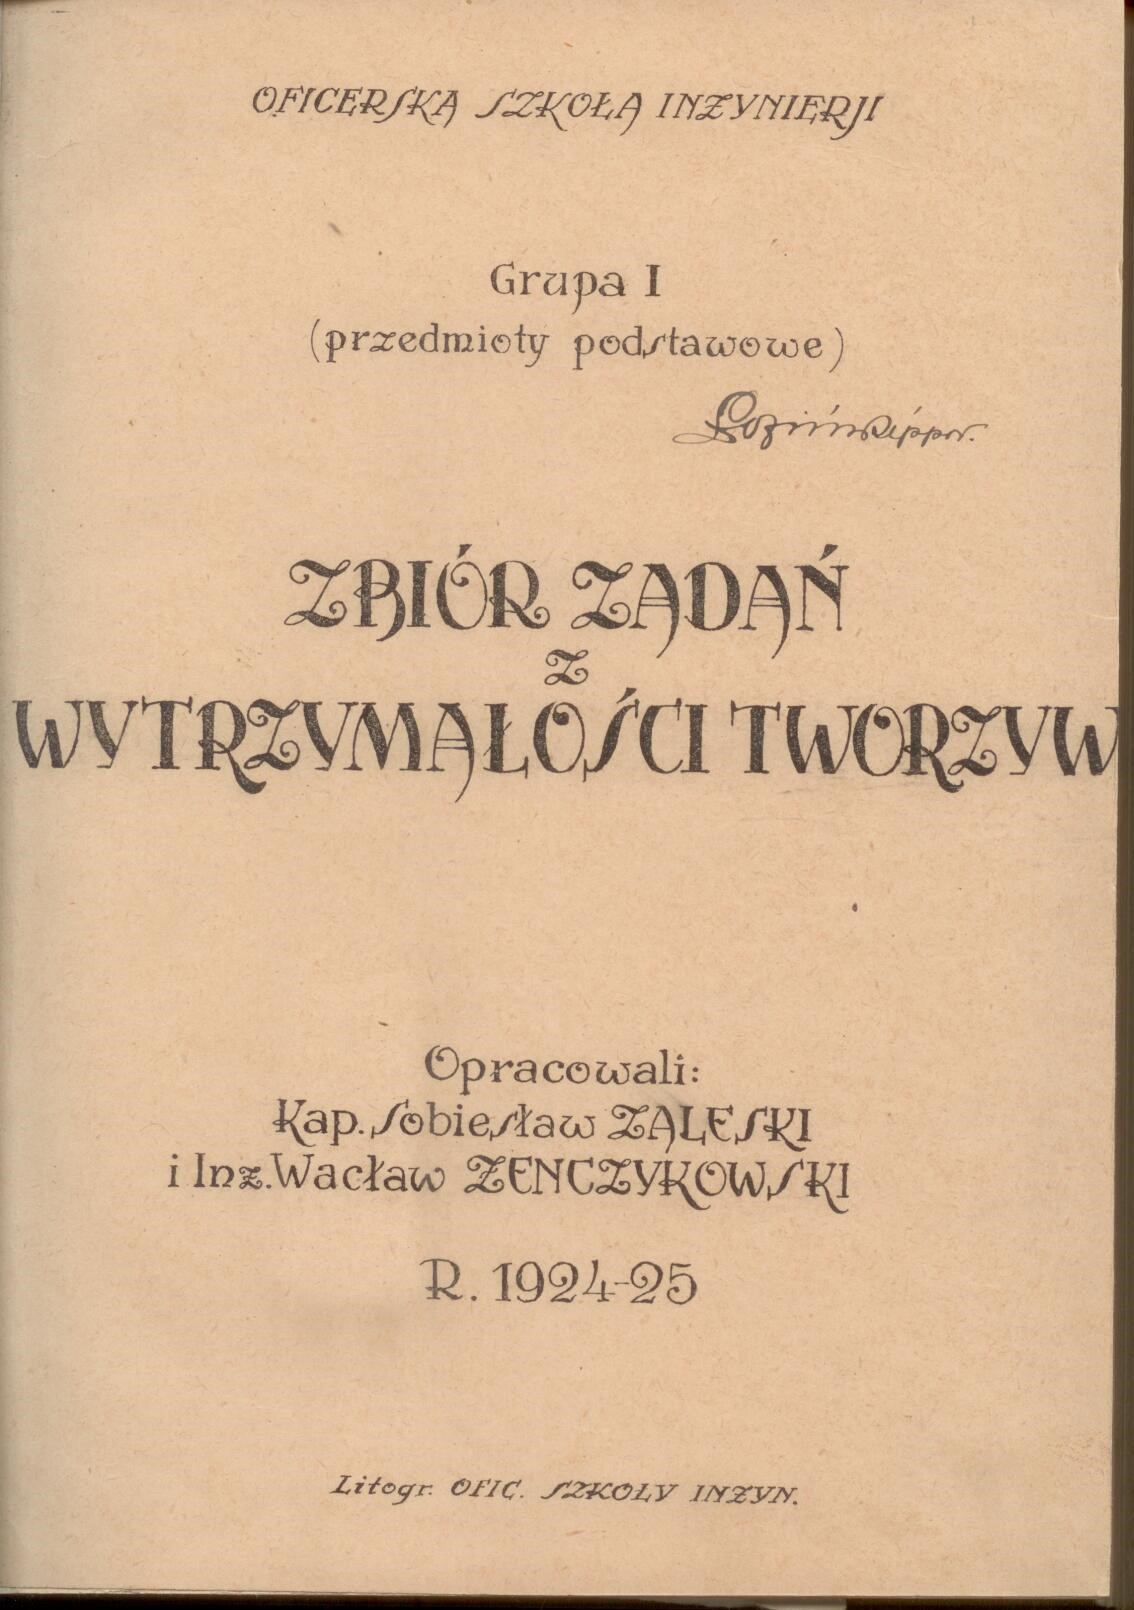 OFICERSKA SZKOŁA INŻYNIERJI
Grupa I
(przedmioty podstawowe)
ZBIÓR ZADAŃ
Z
WYTRZYMAŁOŚCI TWORZYW
Opracowali:
Kap. Sobiesław ZALESKI
i Inż. Wacław ŻENCZYKOWSKI
R. 1924-25
Litogr. OFIC. SZKOŁY INŻYN.